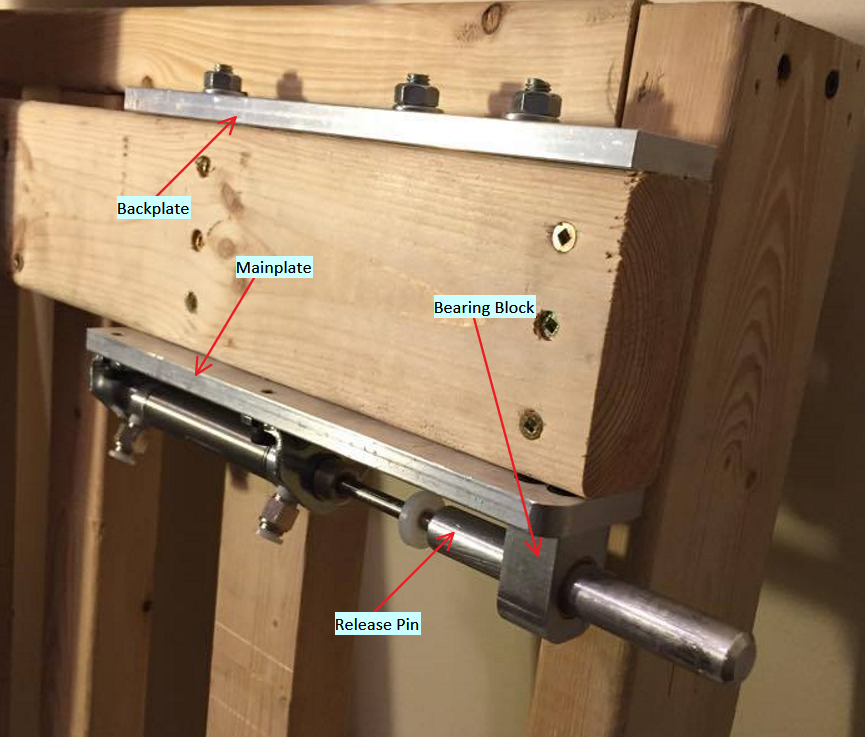 Backplate
Mainplate
Bearing Block
Release Pin